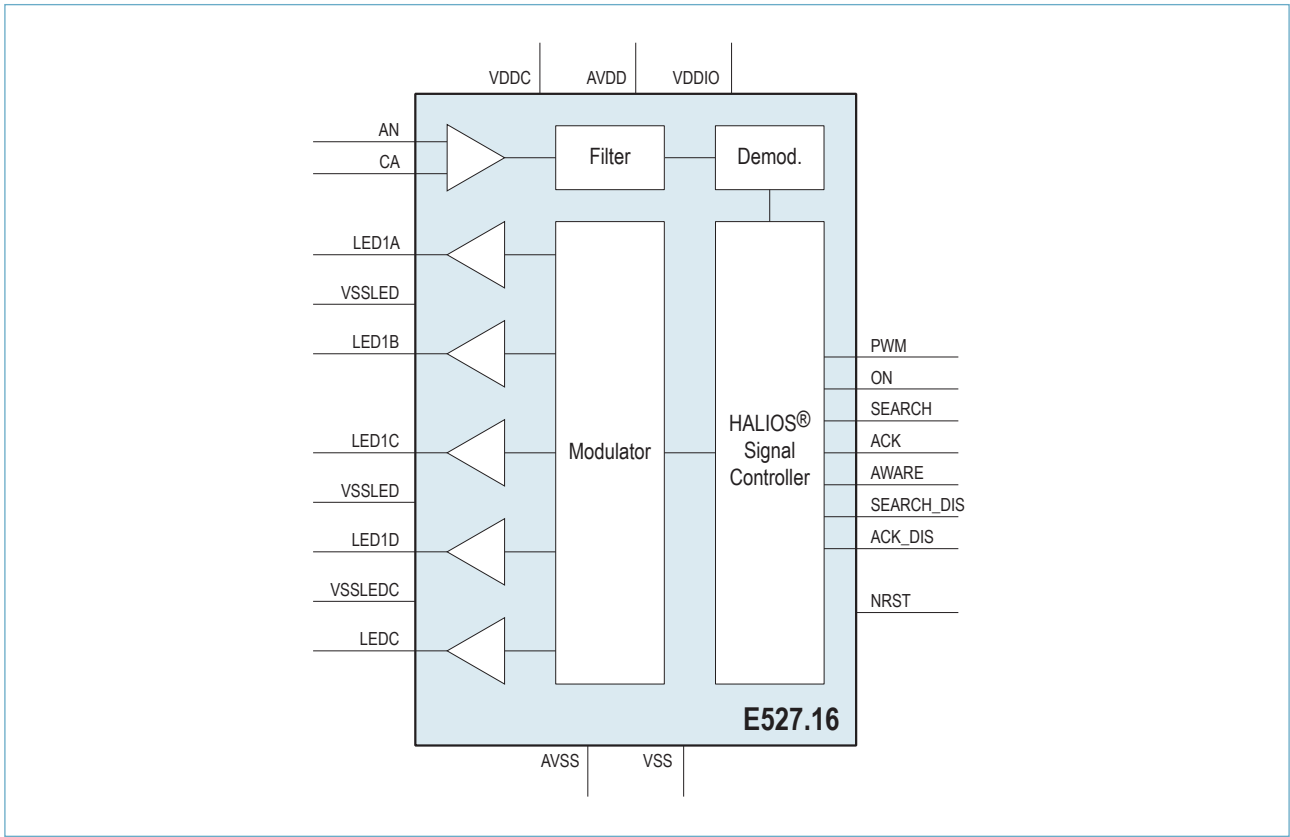 VDDC AVDD VDDIO
AN
CA
Filter
Demod.
LED1A
VSSLED
LED1B
LED1C
VSSLED
LED1D
VSSLEDC
LEDC
Modulator
HALIOS®
Signal
Controller
PWM
ON
SEARCH
ACK
AWARE
SEARCH_DIS
ACK_DIS
NRST
E527.16
AVSS VSS